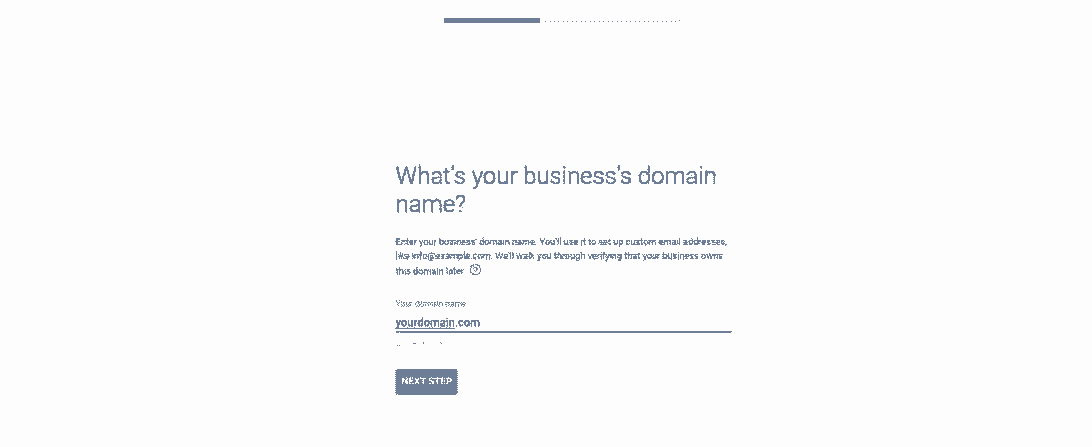 What's your business's domain
name?
Enter your business' domain name. You'll use it to set up custom email addresses,
like info@example.com. We'll walk you through verifying that your business owns
this domain later
Your domain name
yourdomain.com
NEXT STEP